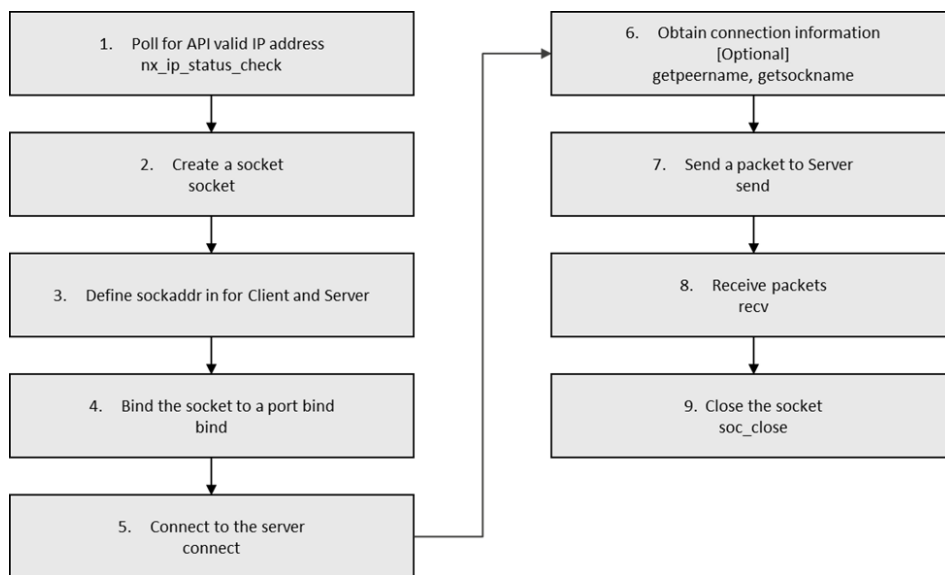 1. Poll for API valid IP address
nx_ip_status_check
2. Create a socket
socket
3. Define sockaddr in for Client and Server
4. Bind the socket to a port bind
bind
5. Connect to the server
connect
6. Obtain connection information
[Optional]
getpeername, getsockname
7. Send a packet to Server
send
8. Receive packets
recv
9. Close the socket
soc_close